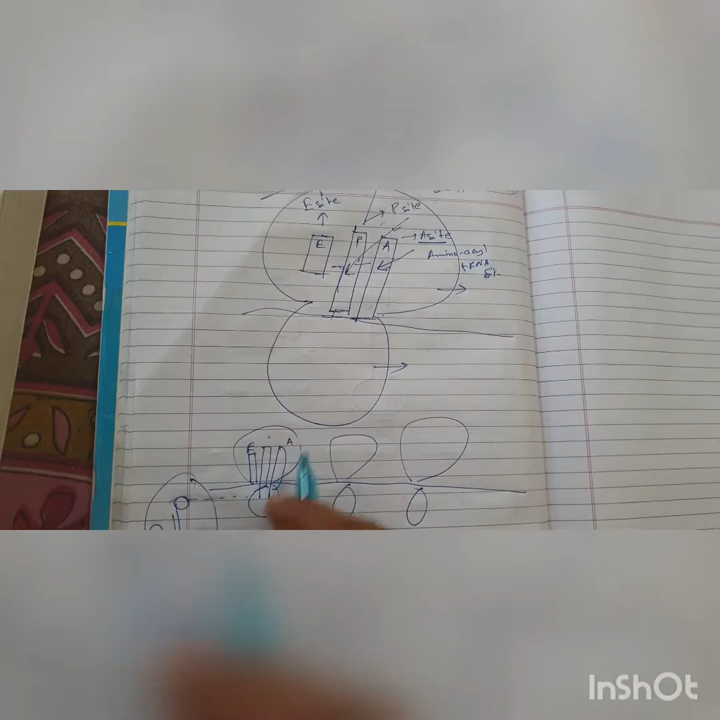 E site
P site
E
P
A
→ A site
Amino-acyl
tRNA
E
A
InShOt